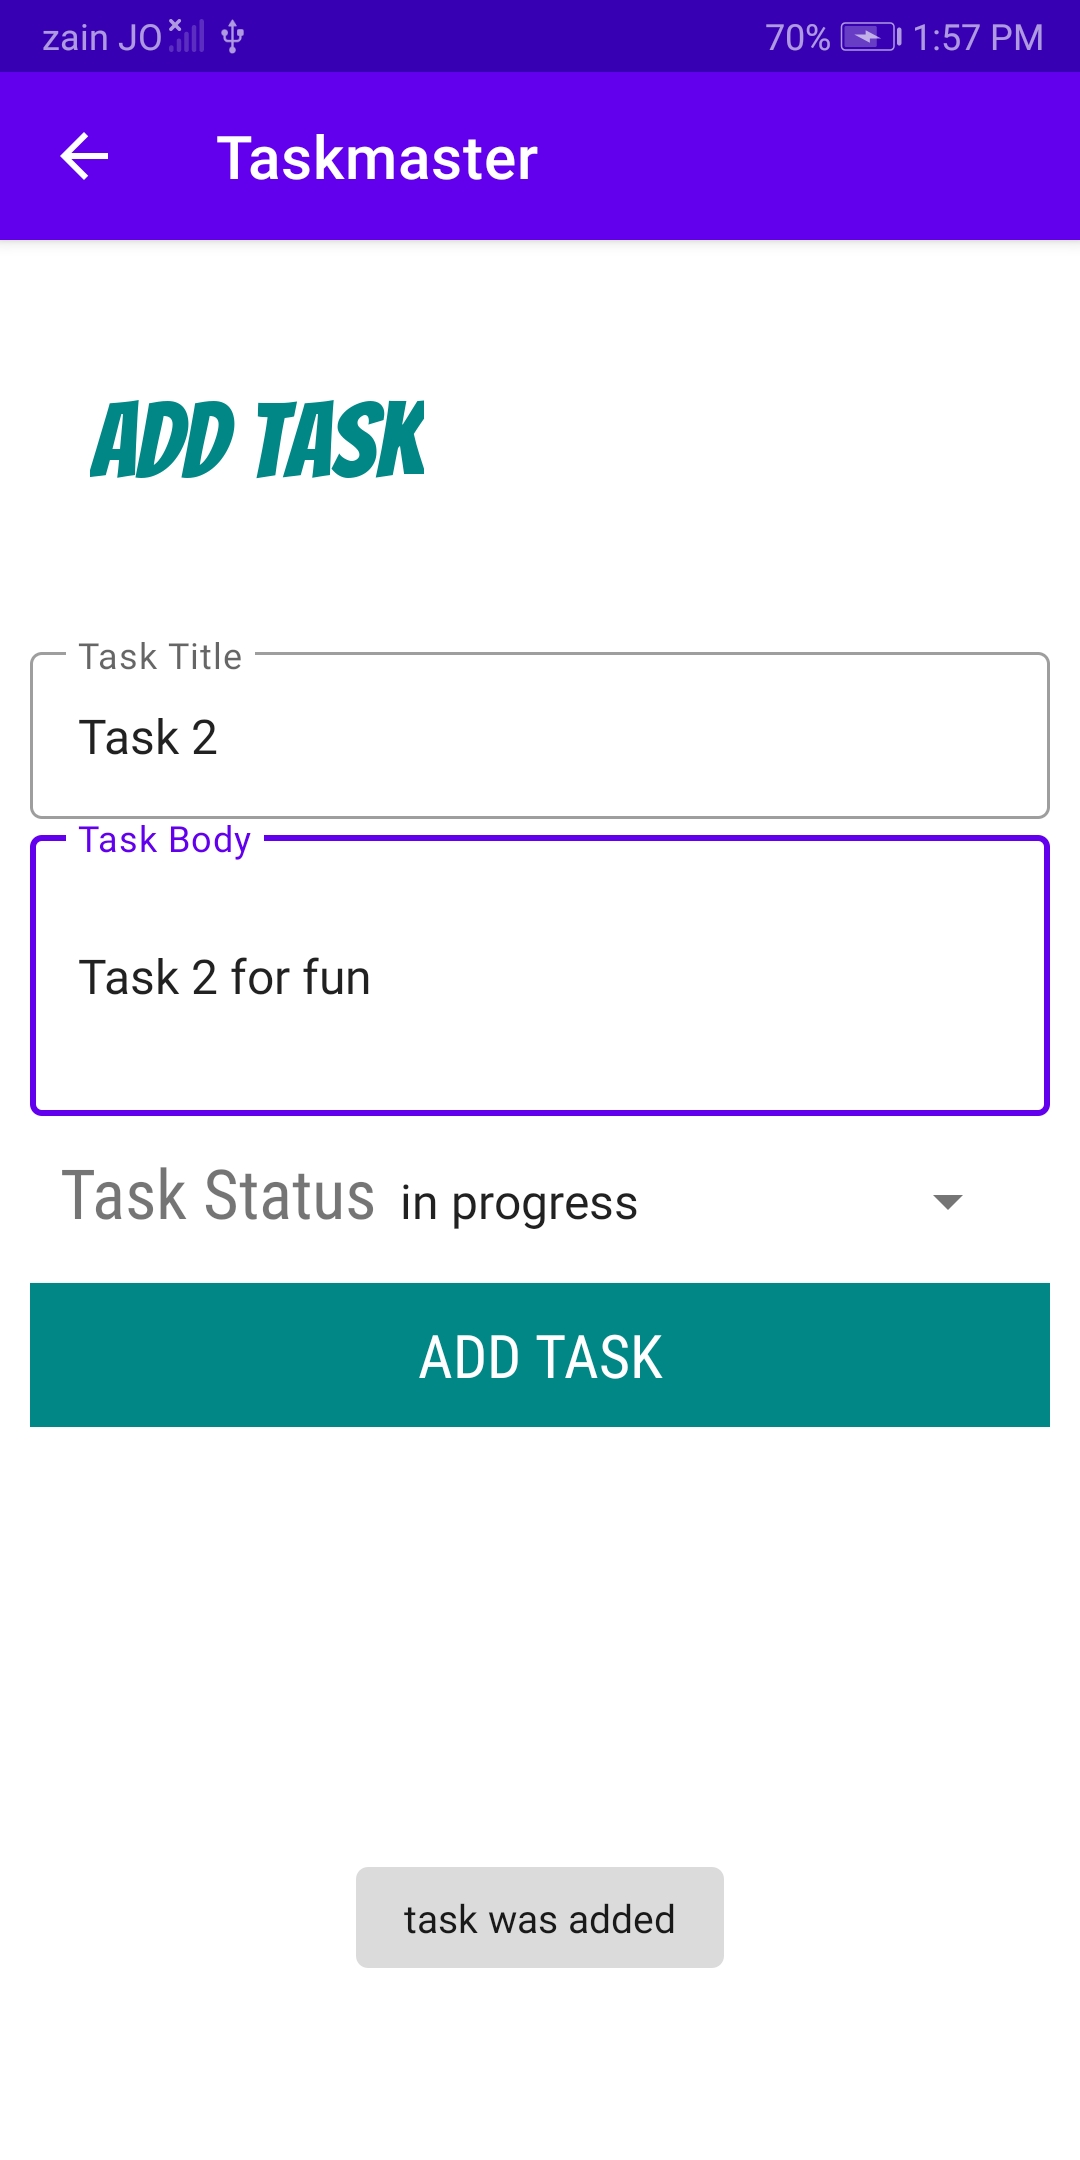 zain JO 70% 1:57 PM
Taskmaster
ADD TASK
Task Title
Task 2
Task Body
Task 2 for fun
Task Status in progress
ADD TASK
task was added